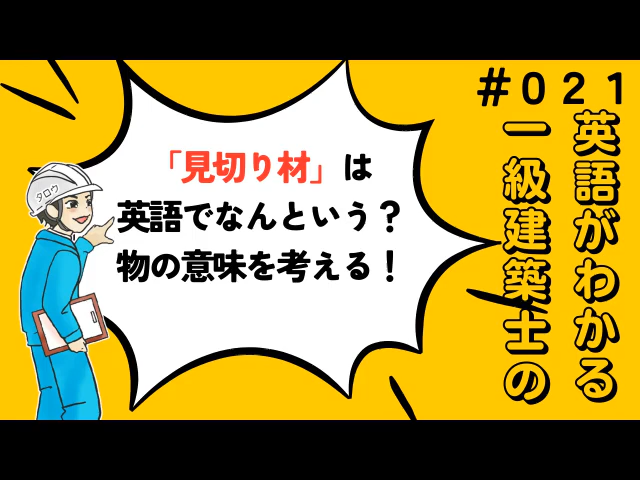 #021
英語がわかる
一級建築士の
「見切り材」は
英語でなんという?
物の意味を考える!
タロウ